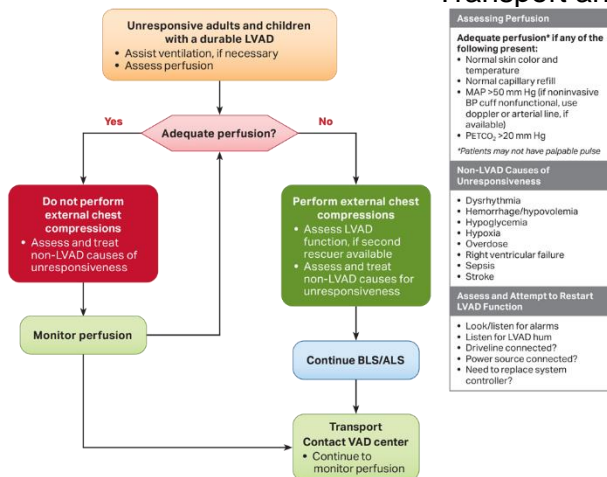 Transport an
Unresponsive adults and children
with a durable LVAD
• Assist ventilation, if necessary
• Assess perfusion
Yes
Adequate perfusion?
No
Do not perform
external chest
compressions
• Assess and treat
non-LVAD causes of
unresponsiveness
Perform external chest
compressions
• Assess LVAD
function, if second
rescuer available
• Assess and treat
non-LVAD causes for
unresponsiveness
Monitor perfusion
Continue BLS/ALS
Transport
Contact VAD center
• Continue to
monitor perfusion
Assessing Perfusion
Adequate perfusion* if any of the
following present:
• Normal skin color and
temperature
• Normal capillary refill
• MAP >50 mm Hg (if noninvasive
BP cuff nonfunctional, use
doppler or arterial line, if
available)
• PETCO₂ >20 mm Hg
*Patients may not have palpable pulse
Non-LVAD Causes of
Unresponsiveness
• Dysrhythmia
• Hemorrhage/hypovolemia
• Hypoglycemia
• Hypoxia
• Overdose
• Right ventricular failure
• Sepsis
• Stroke
Assess and Attempt to Restart
LVAD Function
• Look/listen for alarms
• Listen for LVAD hum
• Driveline connected?
• Power source connected?
• Need to replace system
controller?